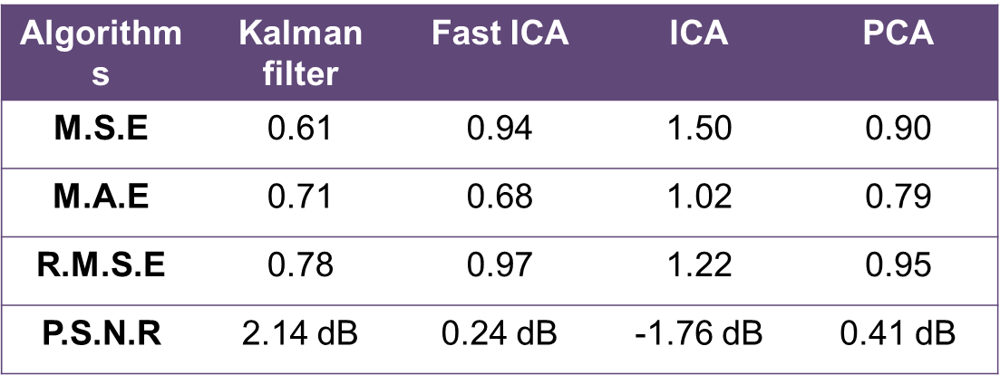 Algorithm Kalman Fast ICA ICA PCA
s filter
M.S.E 0.61 0.94 1.50 0.90
M.A.E 0.71 0.68 1.02 0.79
R.M.S.E 0.78 0.97 1.22 0.95
P.S.N.R 2.14 dB 0.24 dB -1.76 dB 0.41 dB